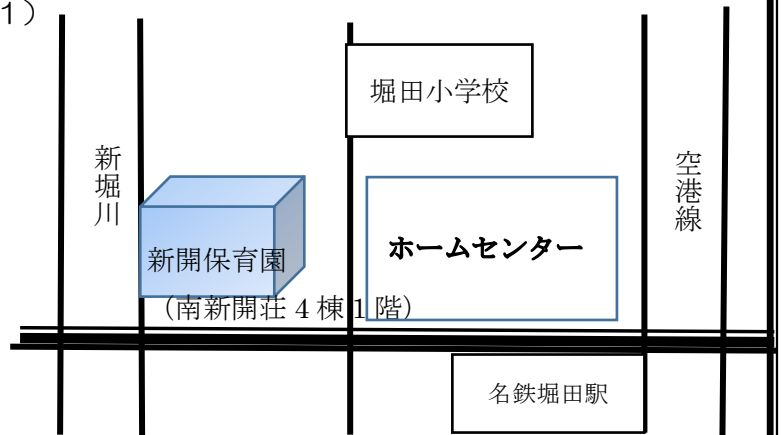 1）
堀田小学校
新堀川
空港線
ホームセンター
新開保育園
（南新開荘４棟１階）
名鉄堀田駅